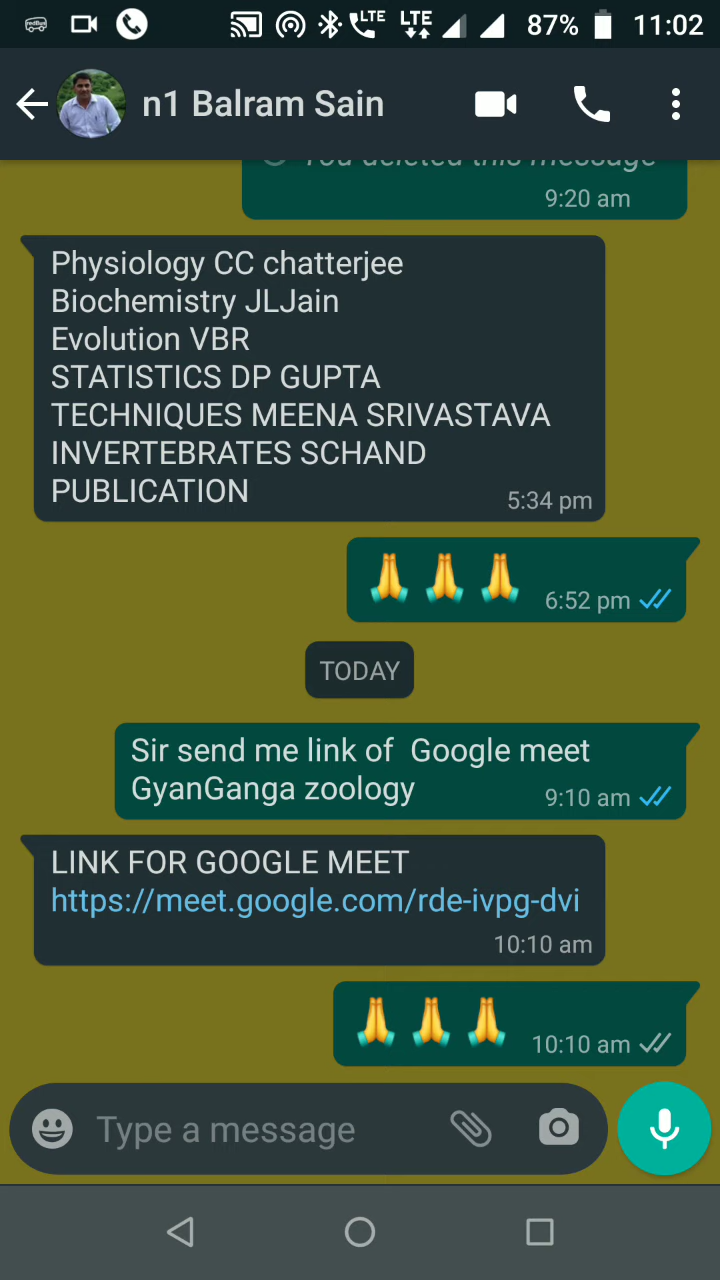 LTE
LTE
87%
11:02
n1 Balram Sain
You deleted this message
9:20 am
Physiology CC chatterjee
Biochemistry JLJain
Evolution VBR
STATISTICS DP GUPTA
TECHNIQUES MEENA SRIVASTAVA
INVERTEBRATES SCHAND
PUBLICATION
5:34 pm
6:52 pm
TODAY
Sir send me link of  Google meet
GyanGanga zoology
9:10 am
LINK FOR GOOGLE MEET
https://meet.google.com/rde-ivpg-dvi
10:10 am
10:10 am
Type a message